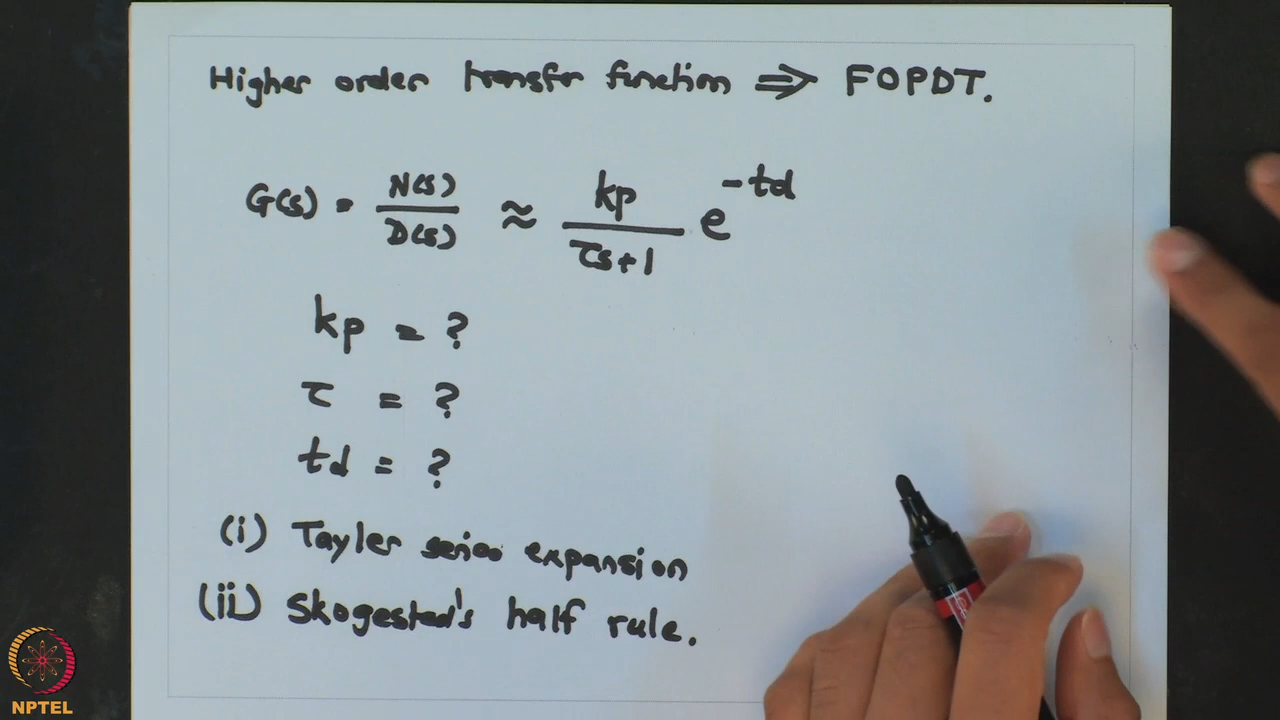 Higher order transfer function ⇒ FOPDT.
G(s) = N(s)/D(s) ≈ kp/(τs+1) e^-td
kp = ?
τ = ?
td = ?
(i) Tayler series expansion
(ii) Skogestad's half rule.
NPTEL